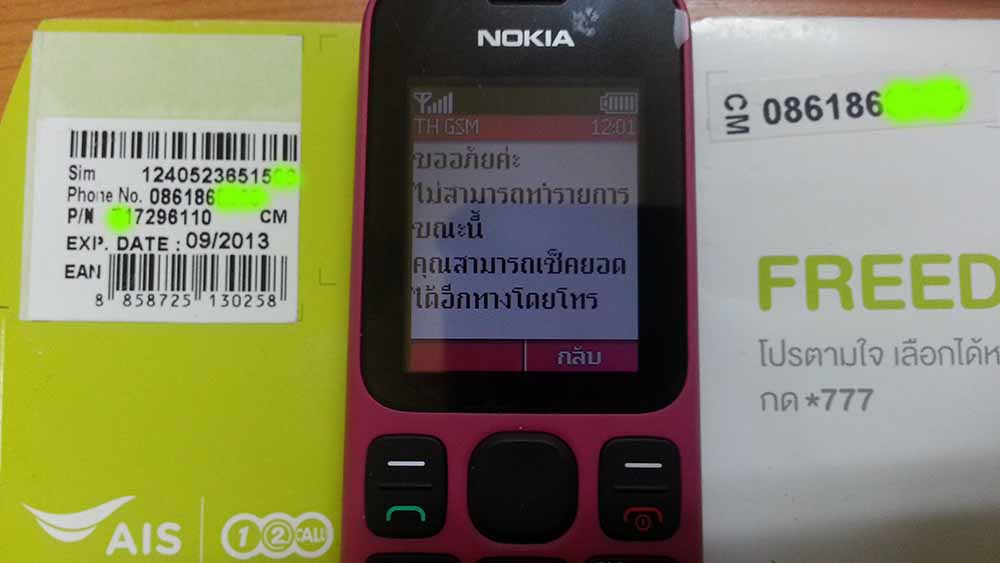 Sim 12405236515
Phone No. 086186
P/N 17296110 CM
EXP. DATE : 09/2013
EAN
8 858725 130258
AIS
1 2 CALL
NOKIA
TH GSM 12:01
ขออภัยค่ะ
ไม่สามารถทำรายการ
ขณะนี้
คุณสามารถเช็คยอด
ได้อีกทางโดยโทร
กลับ
CM 086186
FREED
โปรตามใจ เลือกได้ห
กด *777